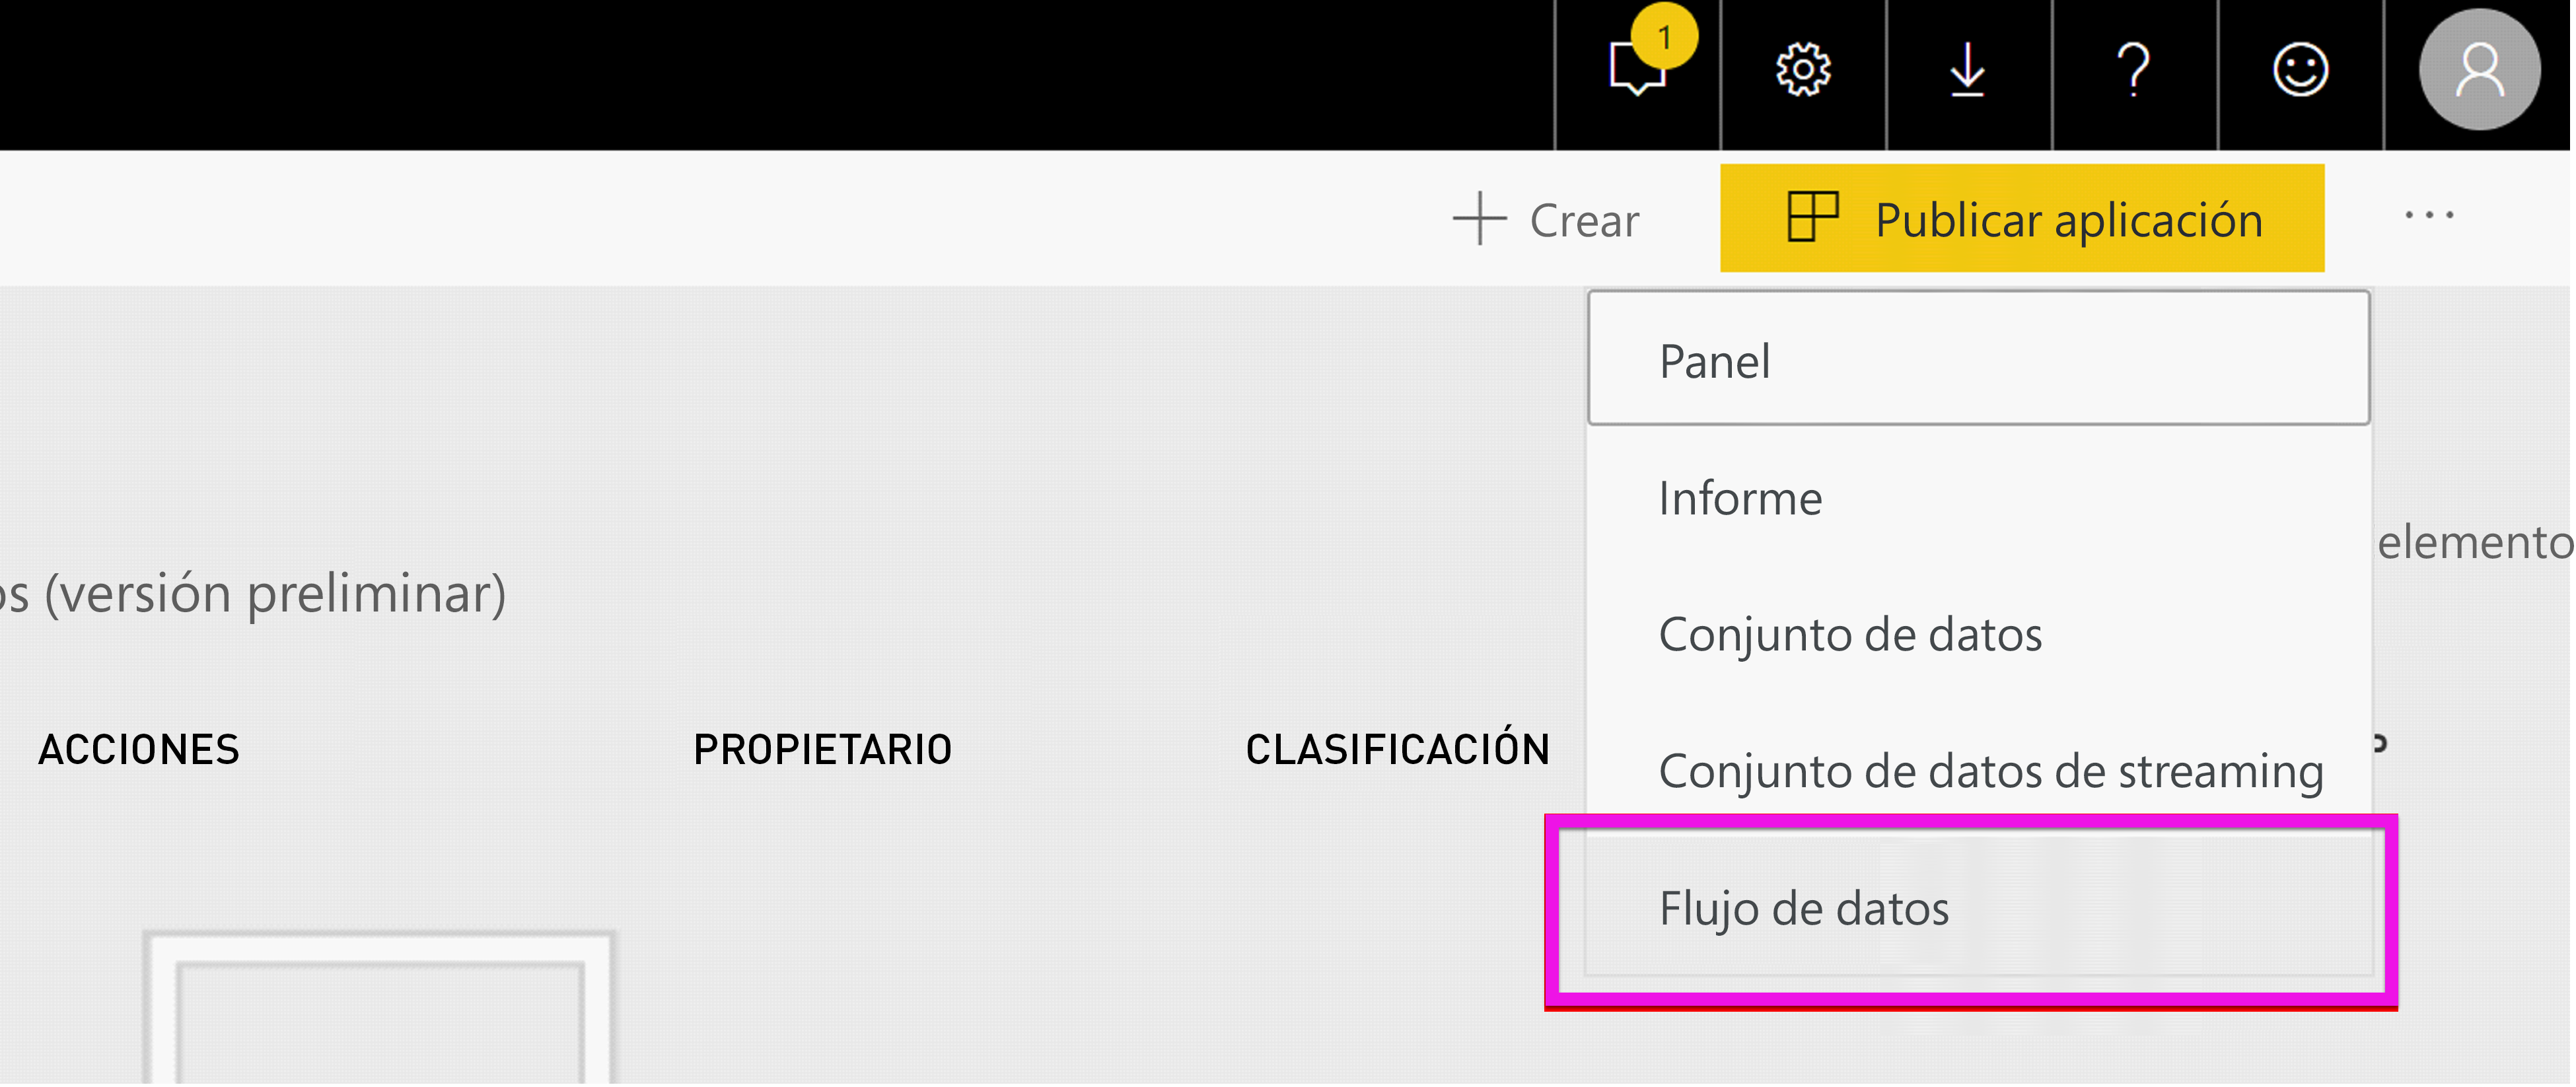 1
Crear
Publicar aplicación
Panel
Informe
elemento
os (versión preliminar)
Conjunto de datos
ACCIONES
PROPIETARIO
CLASIFICACIÓN
Conjunto de datos de streaming
Flujo de datos